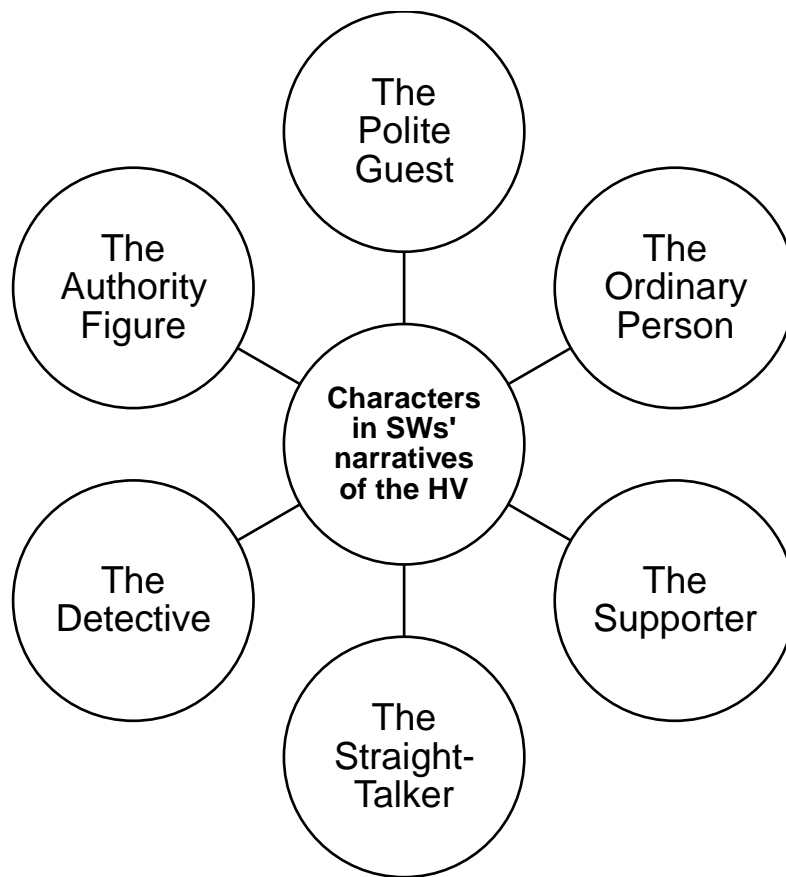 The
Polite
Guest
The
Authority
Figure
The
Ordinary
Person
Characters
in SWs'
narratives
of the HV
The
Detective
The
Supporter
The
Straight-
Talker